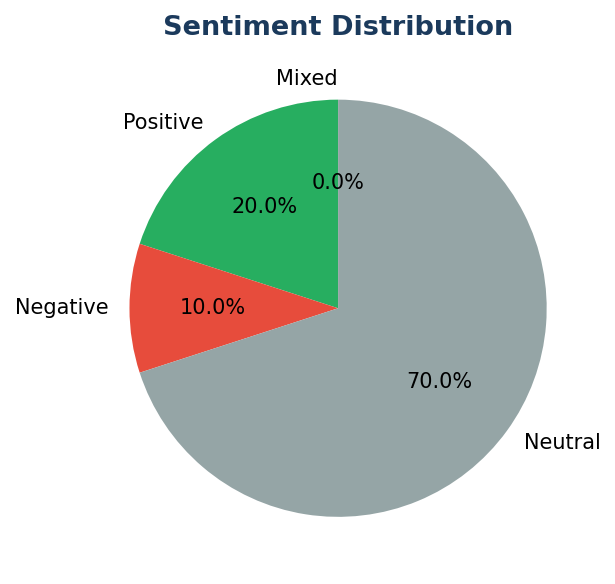 Sentiment Distribution
Mixed
Positive
0.0%
20.0%
Negative
10.0%
70.0%
Neutral